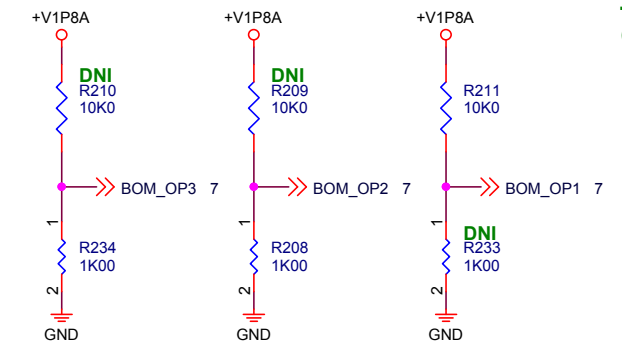 +V1P8A +V1P8A +V1P8A
DNI DNI
R210 R209 R211
10K0 10K0 10K0
BOM_OP3 7 BOM_OP2 7 BOM_OP1 7
1 1 1
DNI
R234 R208 R233
1K00 1K00 1K00
2 2 2
GND GND GND